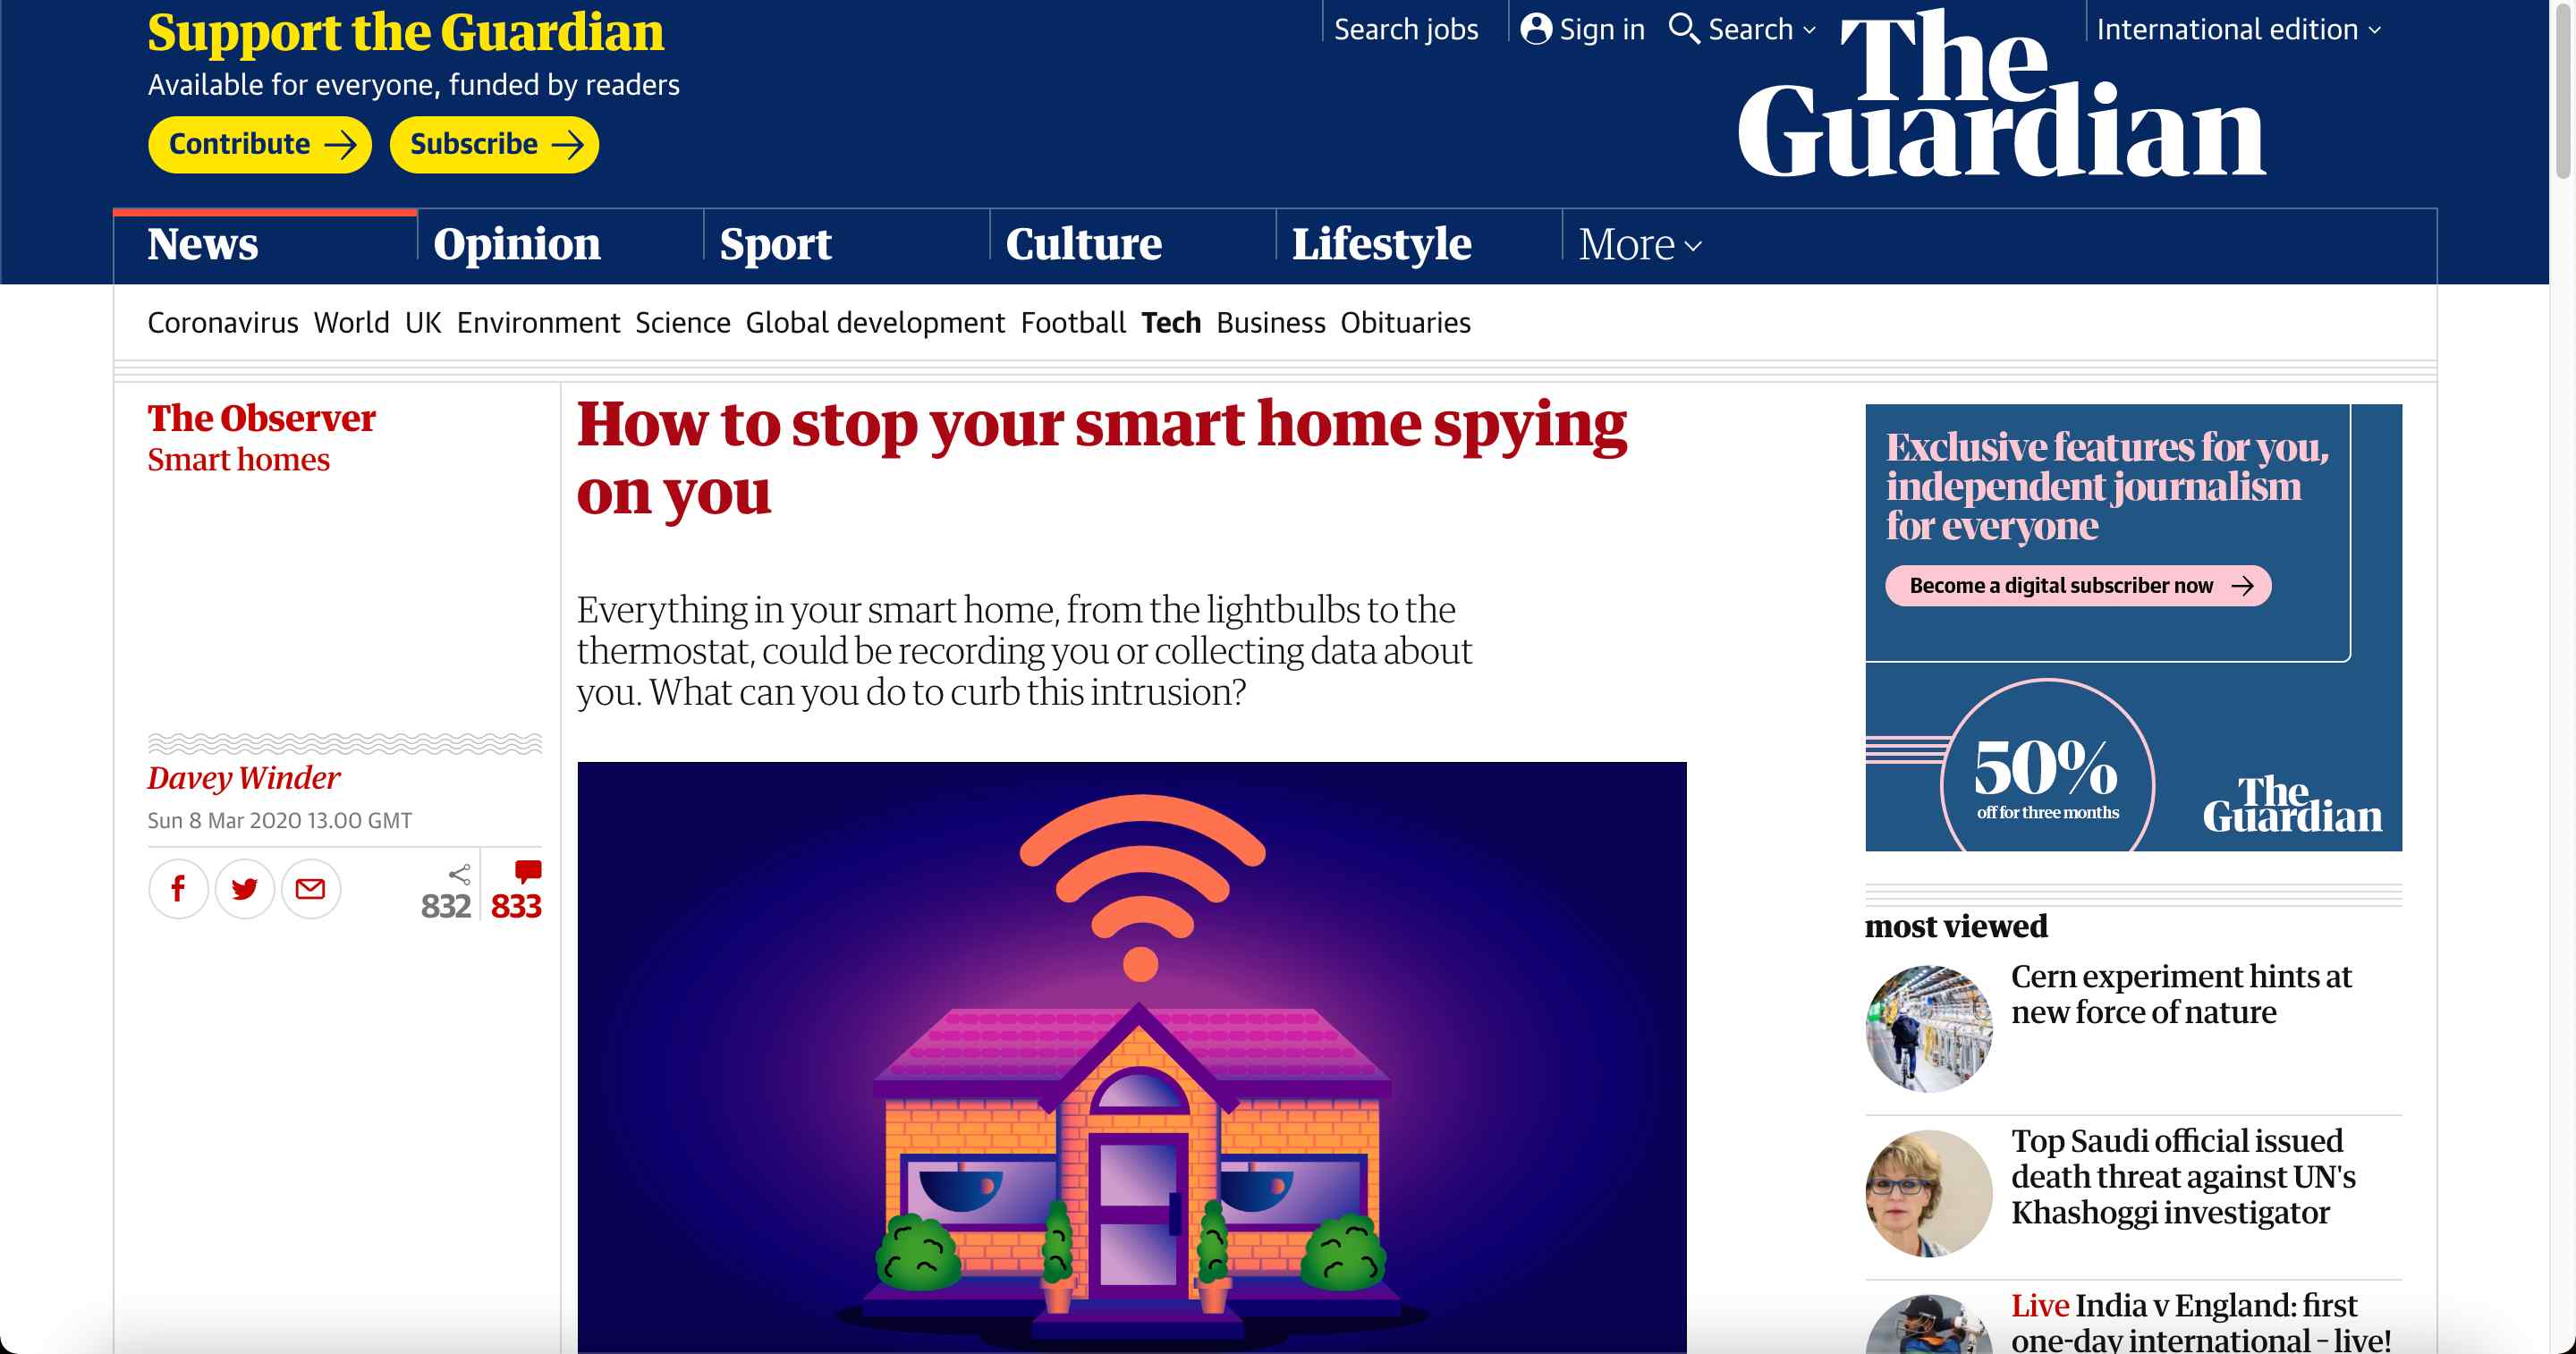 Support the Guardian
Available for everyone, funded by readers
Contribute
Subscribe
Search jobs
Sign in
Search
International edition
The
Guardian
News
Opinion
Sport
Culture
Lifestyle
More
Coronavirus World UK Environment Science Global development Football Tech Business Obituaries
The Observer
Smart homes
How to stop your smart home spying
on you
Everything in your smart home, from the lightbulbs to the
thermostat, could be recording you or collecting data about
you. What can you do to curb this intrusion?
Davey Winder
Sun 8 Mar 2020 13.00 GMT
832
833
Exclusive features for you,
independent journalism
for everyone
Become a digital subscriber now
50%
off for three months
The
Guardian
most viewed
Cern experiment hints at
new force of nature
Top Saudi official issued
death threat against UN's
Khashoggi investigator
Live India v England: first
one-day international – live!